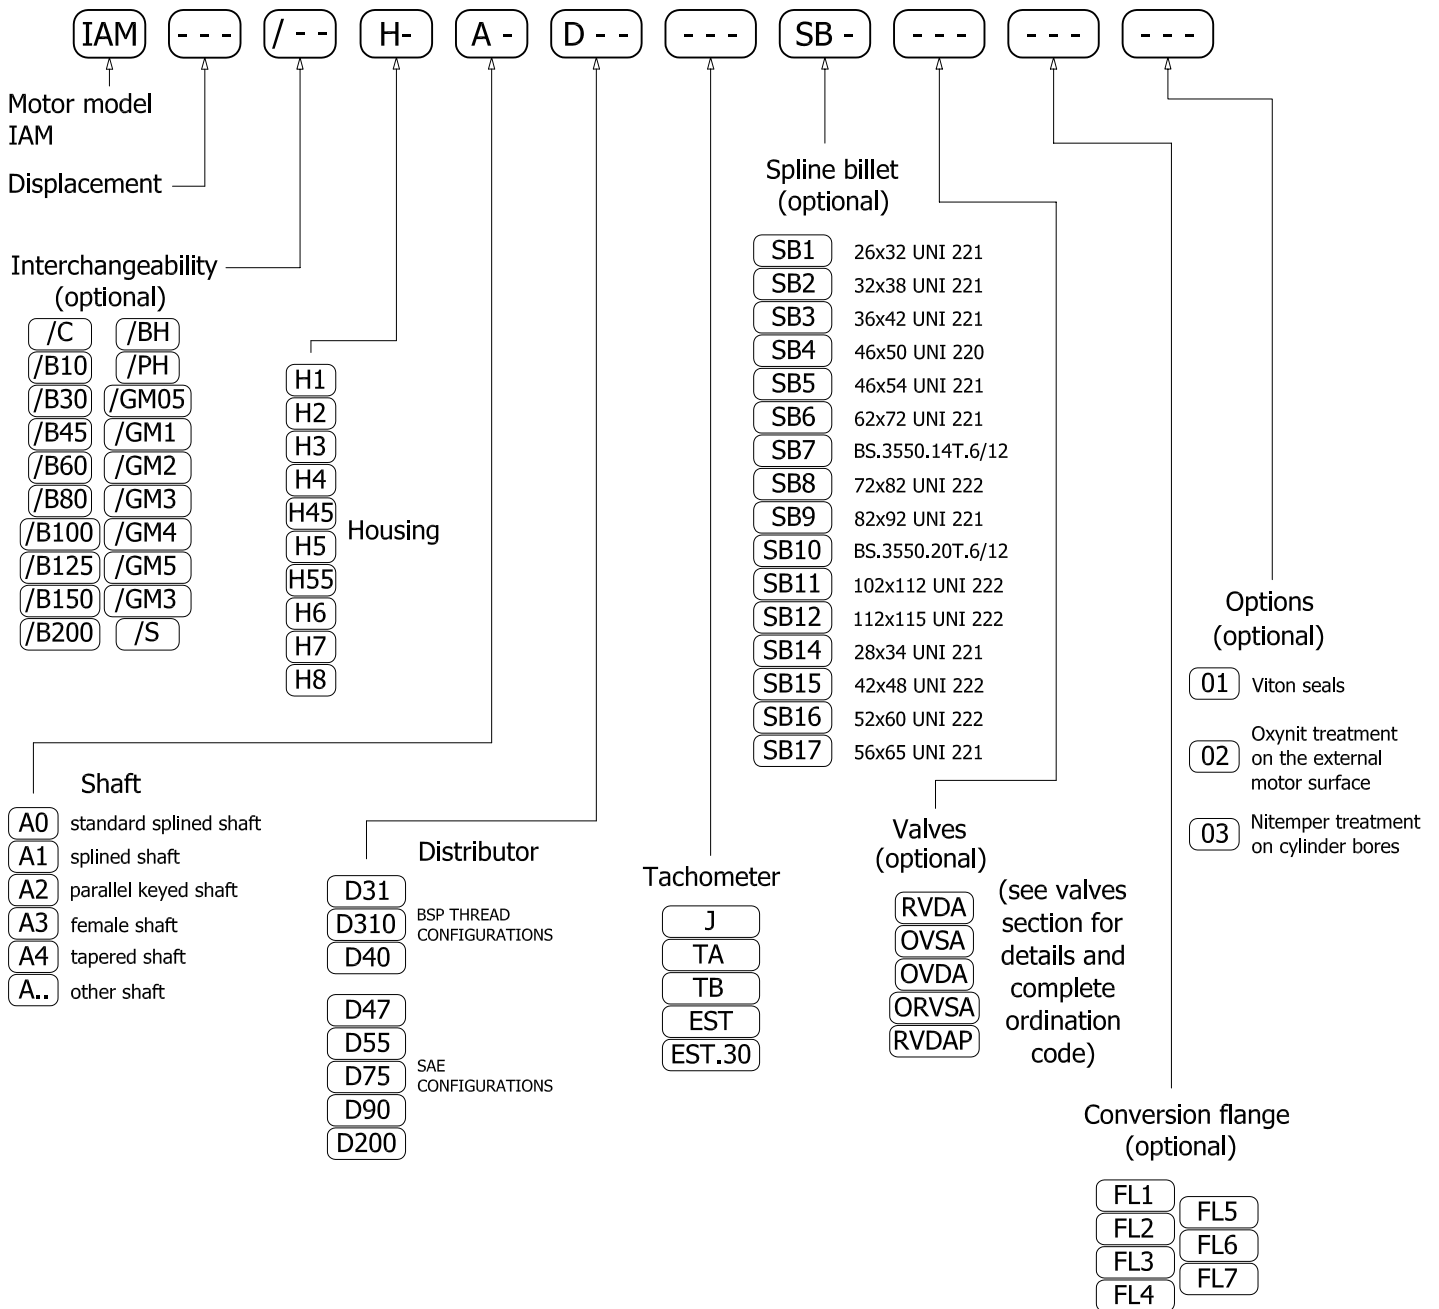 IAM - - - / - - H- A - D - - - - - SB - - - - - - - - - -
Motor model
IAM
Displacement
Interchangeability
(optional)
/C /BH
/B10 /PH
/B30 /GM05
/B45 /GM1
/B60 /GM2
/B80 /GM3
/B100 /GM4
/B125 /GM5
/B150 /GM3
/B200 /S
H1
H2
H3
H4
H45
H5
H55
H6
H7
H8
Housing
Shaft
A0 standard splined shaft
A1 splined shaft
A2 parallel keyed shaft
A3 female shaft
A4 tapered shaft
A.. other shaft
Distributor
D31
D310
D40
BSP THREAD
CONFIGURATIONS
D47
D55
D75
D90
D200
SAE
CONFIGURATIONS
Tachometer
J
TA
TB
EST
EST.30
Spline billet
(optional)
SB1 26x32 UNI 221
SB2 32x38 UNI 221
SB3 36x42 UNI 221
SB4 46x50 UNI 220
SB5 46x54 UNI 221
SB6 62x72 UNI 221
SB7 BS.3550.14T.6/12
SB8 72x82 UNI 222
SB9 82x92 UNI 221
SB10 BS.3550.20T.6/12
SB11 102x112 UNI 222
SB12 112x115 UNI 222
SB14 28x34 UNI 221
SB15 42x48 UNI 222
SB16 52x60 UNI 222
SB17 56x65 UNI 221
Valves
(optional)
RVDA
OVSA
OVDA
ORVSA
RVDAP
(see valves
section for
details and
complete
ordination
code)
Conversion flange
(optional)
FL1
FL2
FL3
FL4
FL5
FL6
FL7
Options
(optional)
01 Viton seals
02 Oxynit treatment
on the external
motor surface
03 Nitemper treatment
on cylinder bores